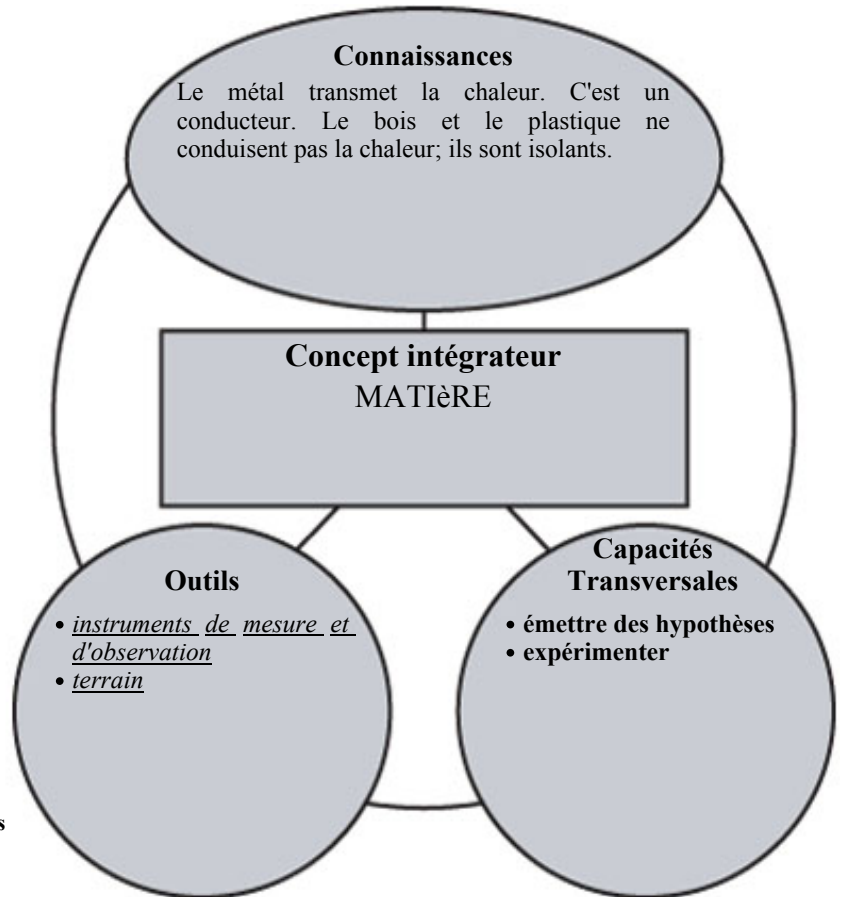 Connaissances
Le métal transmet la chaleur. C'est un
conducteur. Le bois et le plastique ne
conduisent pas la chaleur; ils sont isolants.
Concept intégrateur
MATIèRE
Outils
• instruments de mesure et
d'observation
• terrain
Capacités
Transversales
• émettre des hypothèses
• expérimenter
s